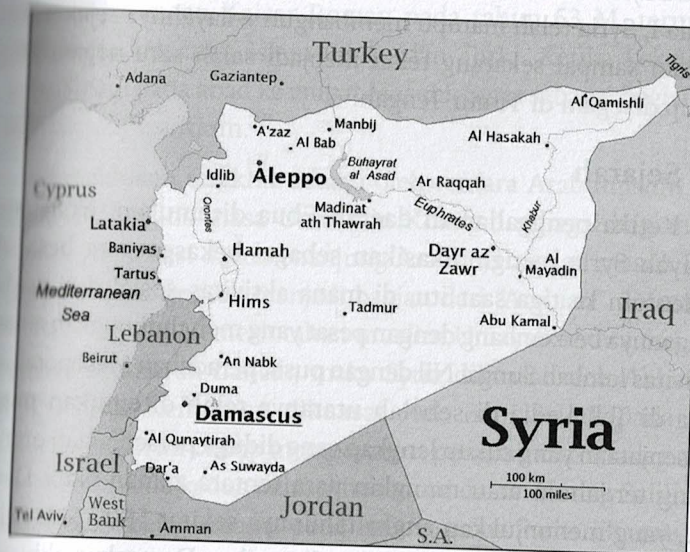 Turkey
Tigris
Adana
Gaziantep
Al Qamishli
A'zaz
Manbij
Al Bab
Al Hasakah
Buhayrat
al Asad
Idlib
Aleppo
Ar Raqqah
Cyprus
Orontes
Madinat
ath Thawrah
Euphrates
Khabur
Latakia
Baniyas
Hamah
Dayr az
Zawr
Al
Mayadin
Tartus
Mediterranean
Sea
Hims
Tadmur
Abu Kamal
Iraq
Lebanon
Beirut
An Nabk
Duma
Damascus
Syria
Al Qunaytirah
Israel
Dar'a
As Suwayda
100 km
100 miles
West
Bank
Jordan
Tel Aviv
Amman
S.A.